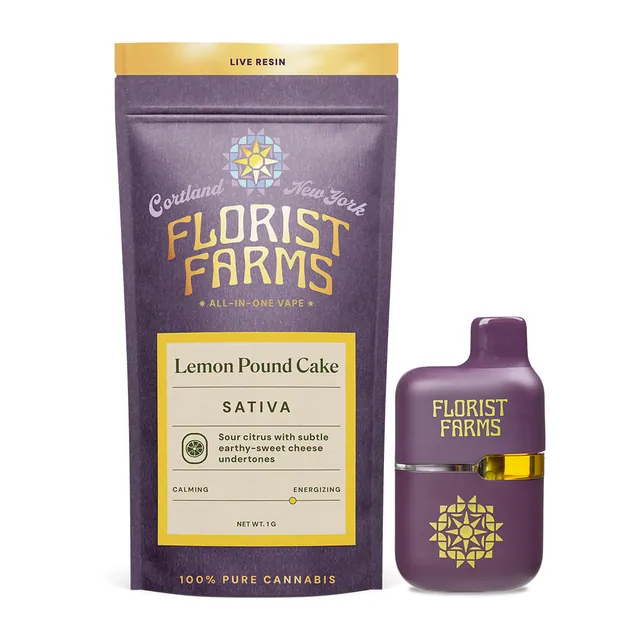 LIVE RESIN
Cortland New York
FLORIST
FARMS
ALL-IN-ONE VAPE
Lemon Pound Cake
SATIVA
Sour citrus with subtle
earthy-sweet cheese
undertones
CALMING ENERGIZING
NET WT. 1 G
100% PURE CANNABIS
FLORIST
FARMS